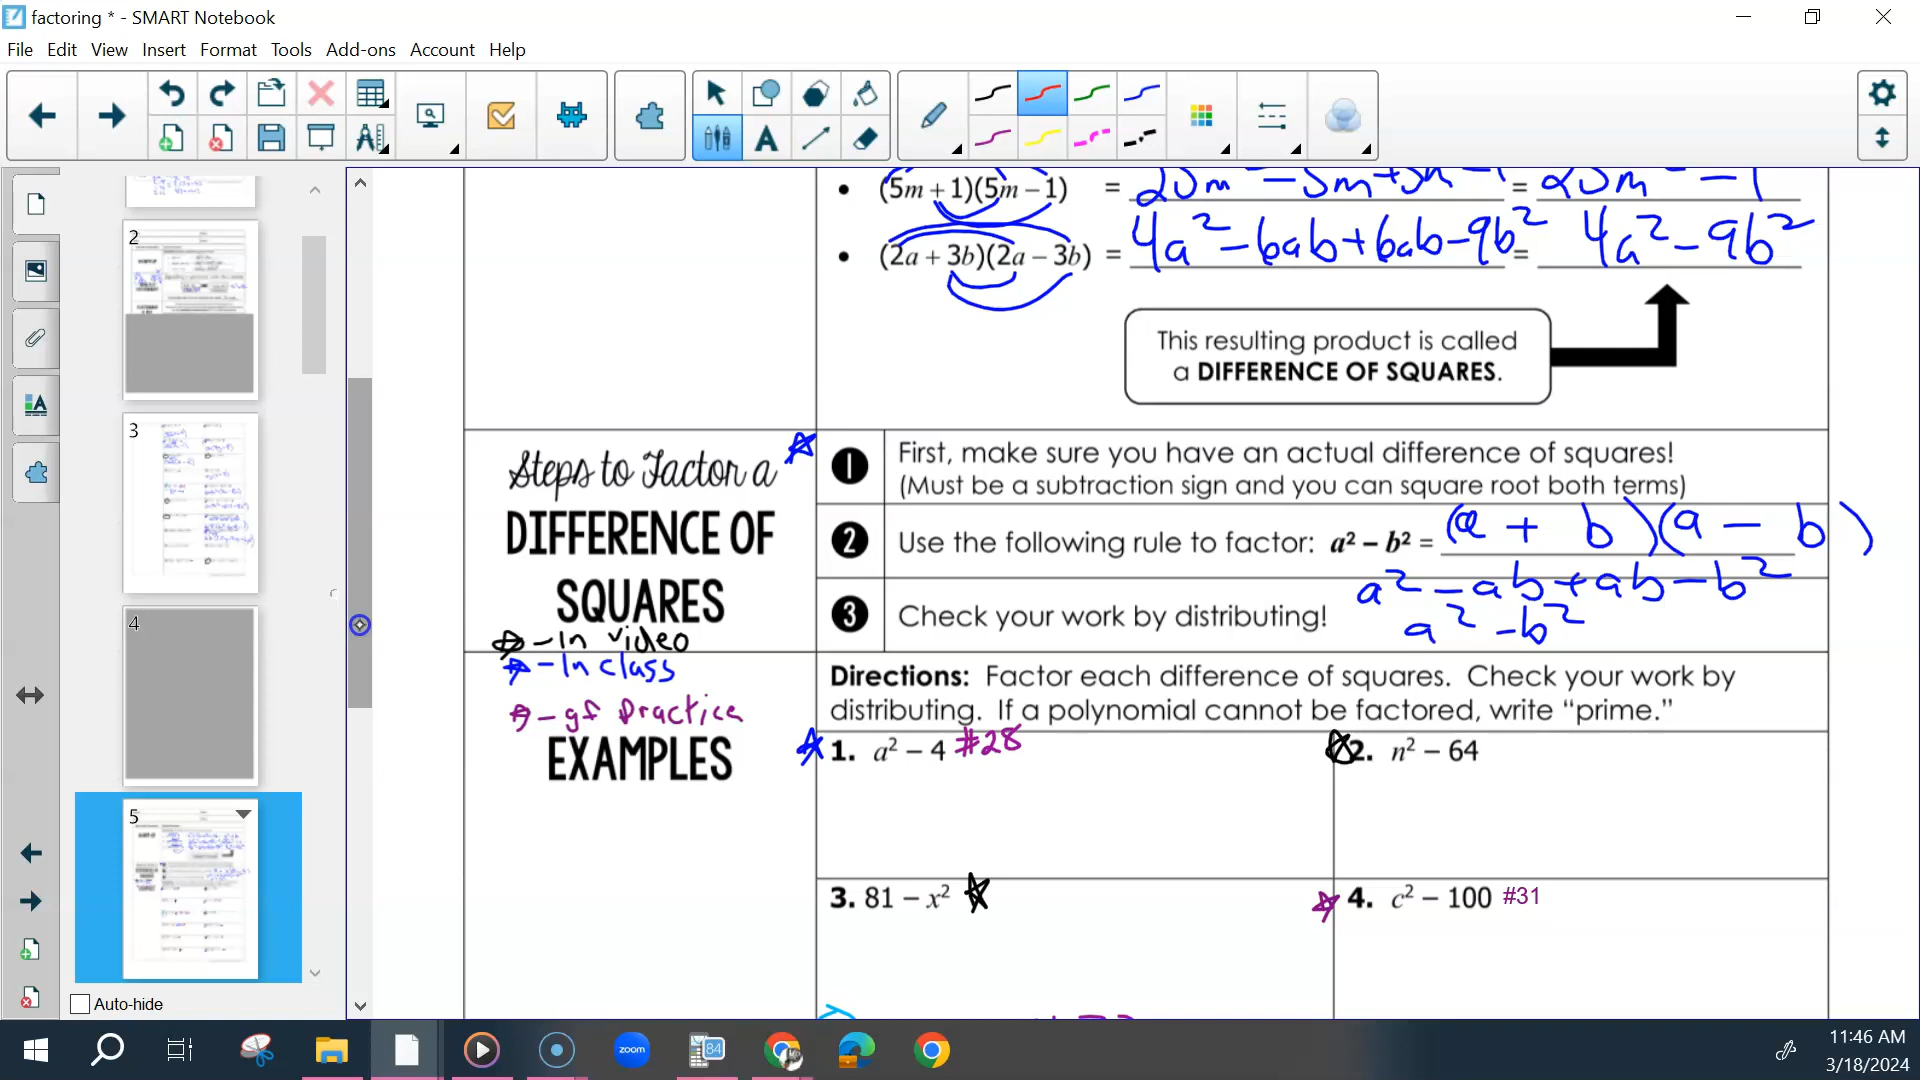 factoring * - SMART Notebook
File Edit View Insert Format Tools Add-ons Account Help
2
3
4
5
Auto-hide
• (5m + 1)(5m − 1) = =
• (2a + 3b)(2a − 3b) = 4a² − 6ab + 6ab − 9b² = 4a² − 9b²
This resulting product is called
a DIFFERENCE OF SQUARES.
Steps to Factor a
DIFFERENCE OF
SQUARES
☆ - In video
☆ - In class
☆ - gf Practice
EXAMPLES
1 First, make sure you have an actual difference of squares!
(Must be a subtraction sign and you can square root both terms)
2 Use the following rule to factor: a² − b² = (a + b)(a − b)
a² − ab + ab − b²
3 Check your work by distributing! a² − b²
Directions: Factor each difference of squares. Check your work by
distributing. If a polynomial cannot be factored, write “prime.”
1. a² − 4 #28
2. n² − 64
3. 81 − x²
4. c² − 100 #31
zoom
84
11:46 AM
3/18/2024